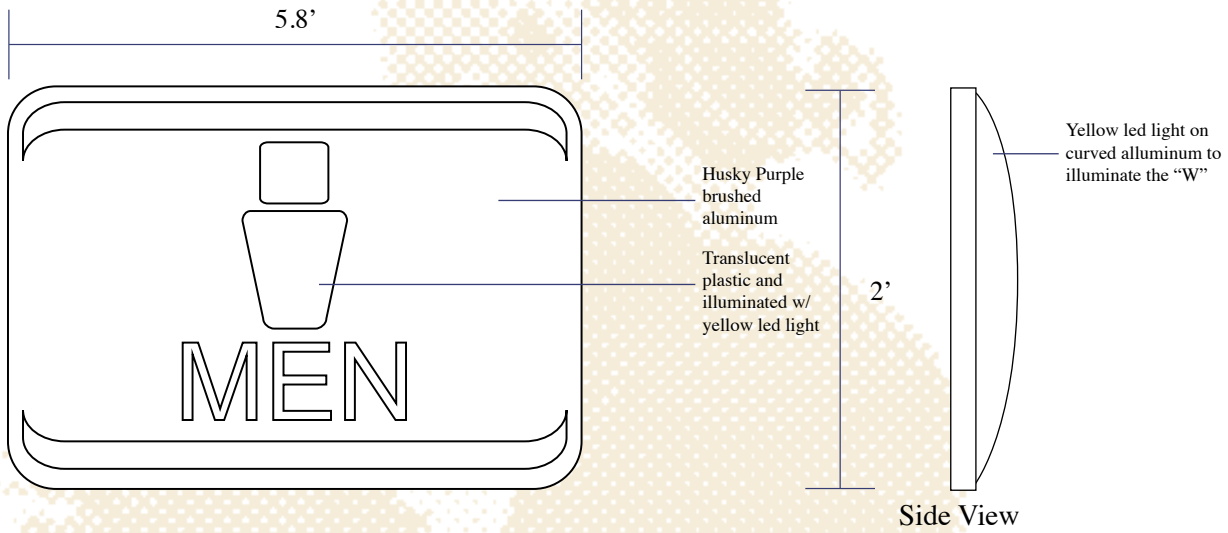 5.8’
MEN
Husky Purple
brushed
aluminum
Translucent
plastic and
illuminated w/
yellow led light
2’
Yellow led light on
curved alluminum to
illuminate the “W”
Side View